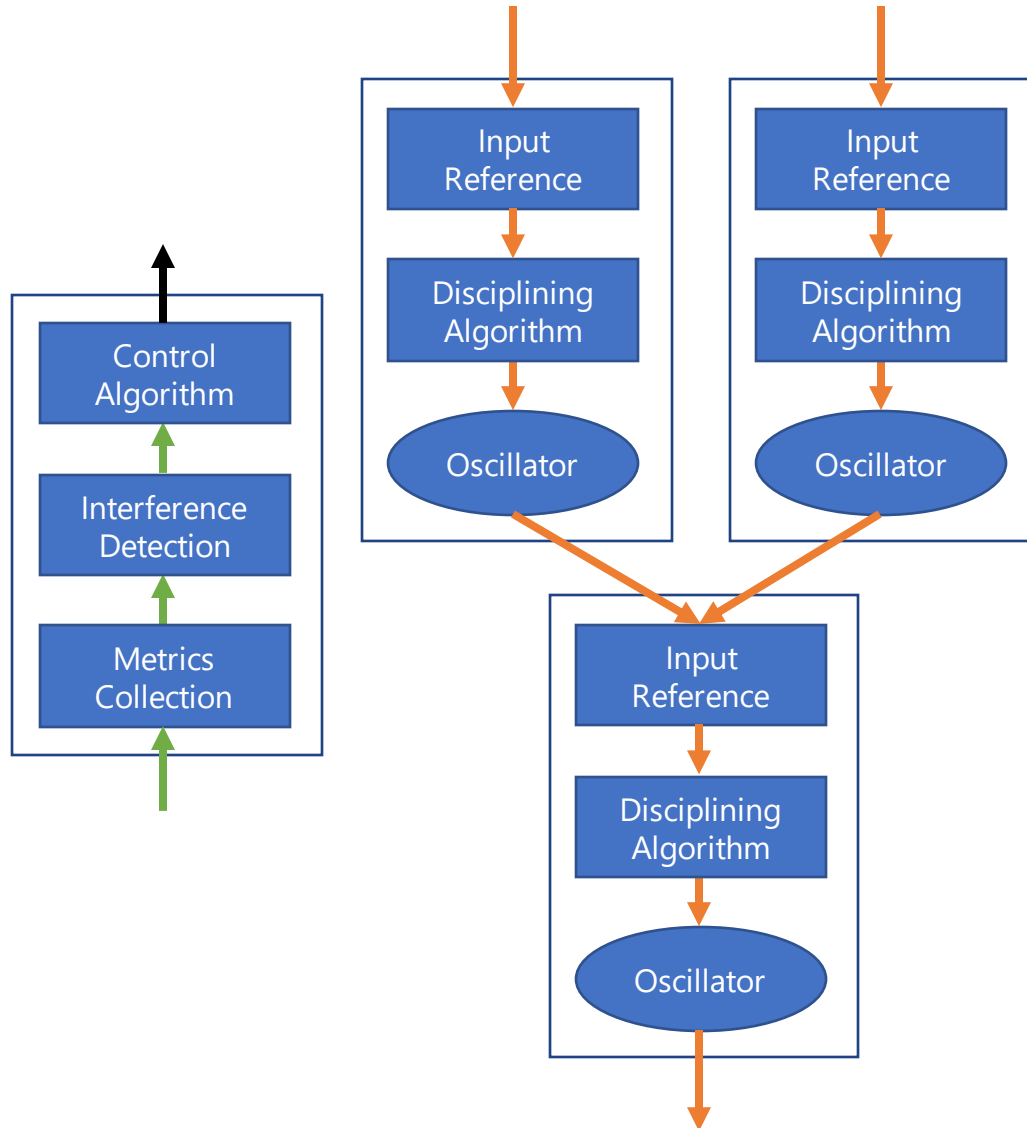 Input
Reference
Disciplining
Algorithm
Oscillator
Input
Reference
Disciplining
Algorithm
Oscillator
Control
Algorithm
Interference
Detection
Metrics
Collection
Input
Reference
Disciplining
Algorithm
Oscillator